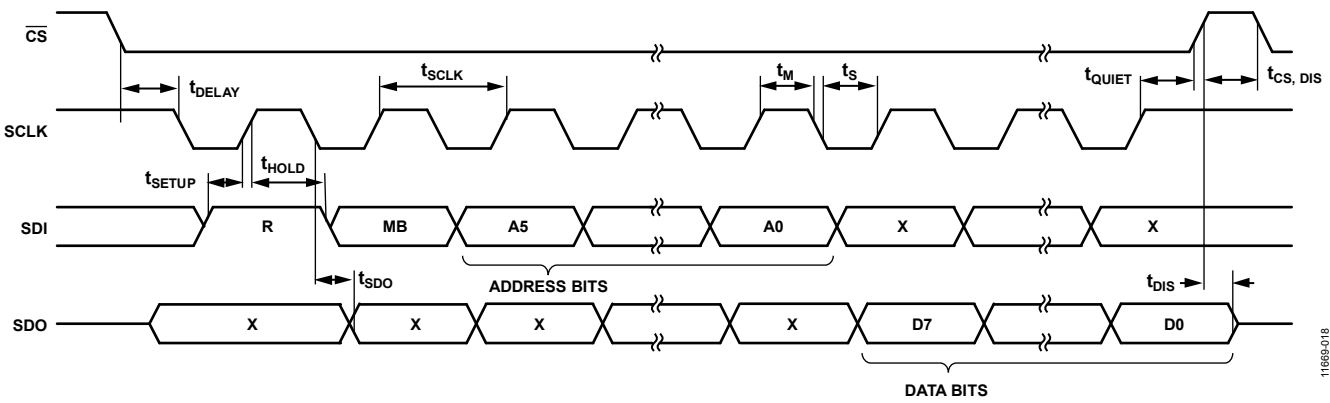 CS
tDELAY
tSCLK
tM
tS
tQUIET
tCS, DIS
SCLK
tSETUP
tHOLD
SDI
R
MB
A5
A0
X
X
ADDRESS BITS
tSDO
tDIS
SDO
X
X
X
X
D7
D0
DATA BITS
11669-018